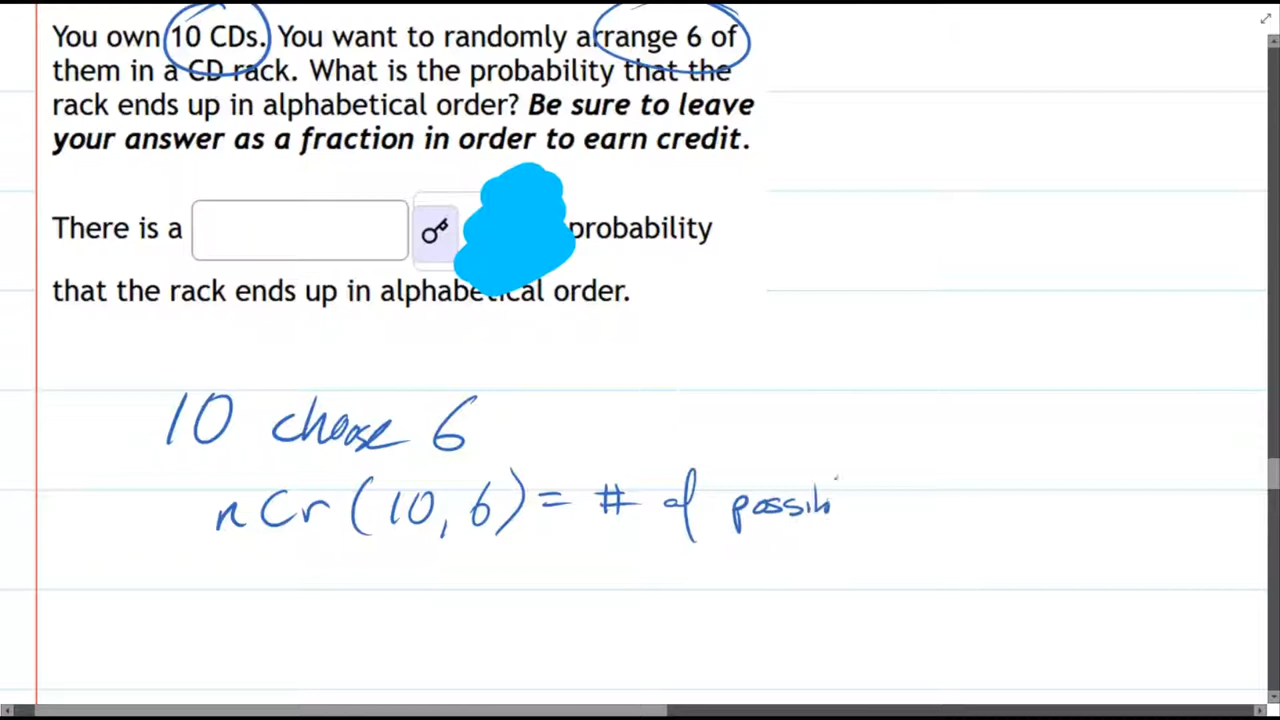 You own 10 CDs. You want to randomly arrange 6 of
them in a CD rack. What is the probability that the
rack ends up in alphabetical order? Be sure to leave
your answer as a fraction in order to earn credit.
There is a probability
that the rack ends up in alphabetical order.
10 choose 6
nCr (10, 6) = # of possib